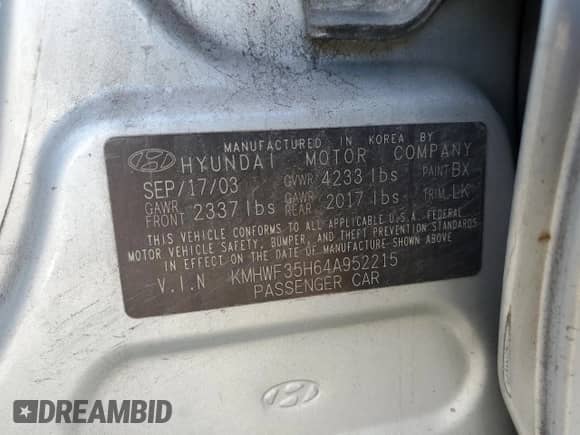 MANUFACTURED IN KOREA BY
HYUNDAI MOTOR COMPANY
SEP/17/03 GVWR 4233 lbs PAINT BX
GAWR FRONT 2337 lbs GAWR REAR 2017 lbs TRIM LK
THIS VEHICLE CONFORMS TO ALL APPLICABLE U.S.A. FEDERAL
MOTOR VEHICLE SAFETY, BUMPER, AND THEFT PREVENTION STANDARDS
IN EFFECT ON THE DATE OF MANUFACTURE SHOWN ABOVE
V.I.N KMHWF35H64A952215
PASSENGER CAR
DREAMBID